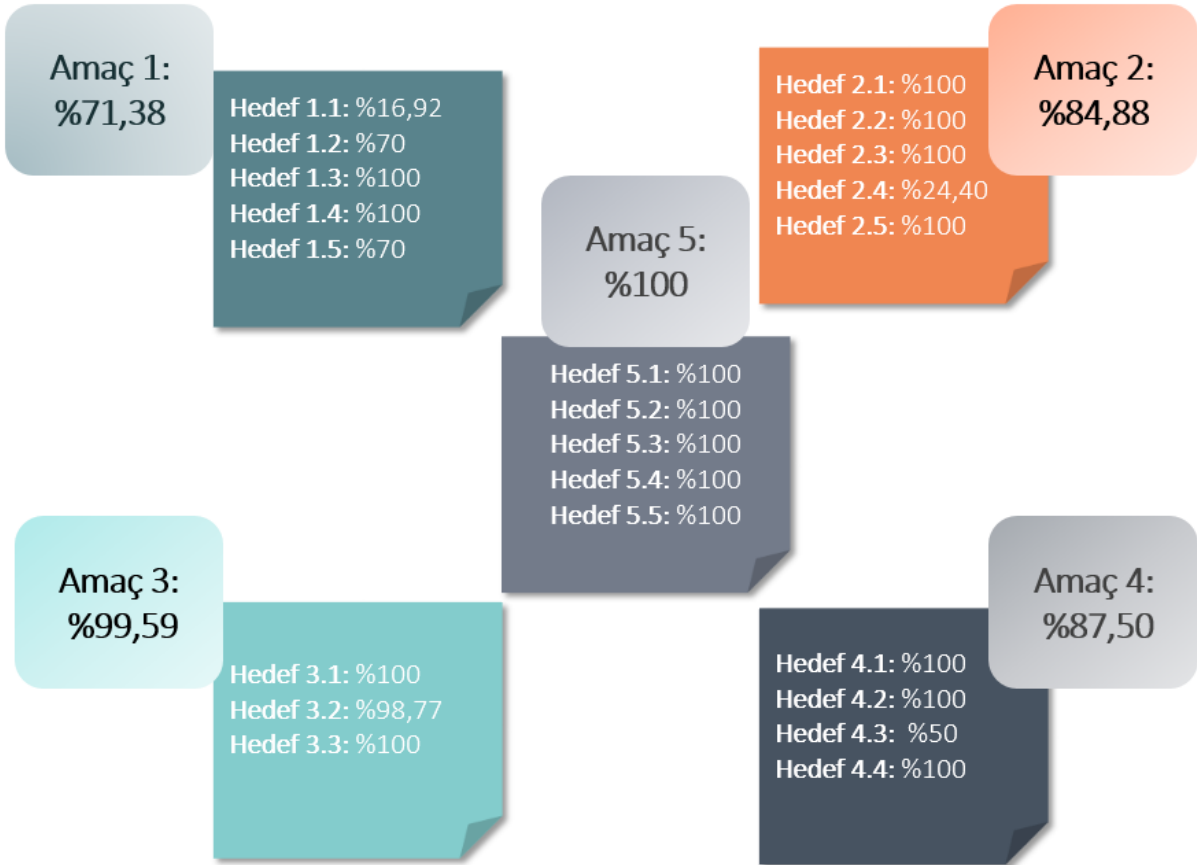 Amaç 1:
%71,38
Hedef 1.1: %16,92
Hedef 1.2: %70
Hedef 1.3: %100
Hedef 1.4: %100
Hedef 1.5: %70
Amaç 2:
%84,88
Hedef 2.1: %100
Hedef 2.2: %100
Hedef 2.3: %100
Hedef 2.4: %24,40
Hedef 2.5: %100
Amaç 5:
%100
Hedef 5.1: %100
Hedef 5.2: %100
Hedef 5.3: %100
Hedef 5.4: %100
Hedef 5.5: %100
Amaç 3:
%99,59
Hedef 3.1: %100
Hedef 3.2: %98,77
Hedef 3.3: %100
Amaç 4:
%87,50
Hedef 4.1: %100
Hedef 4.2: %100
Hedef 4.3: %50
Hedef 4.4: %100